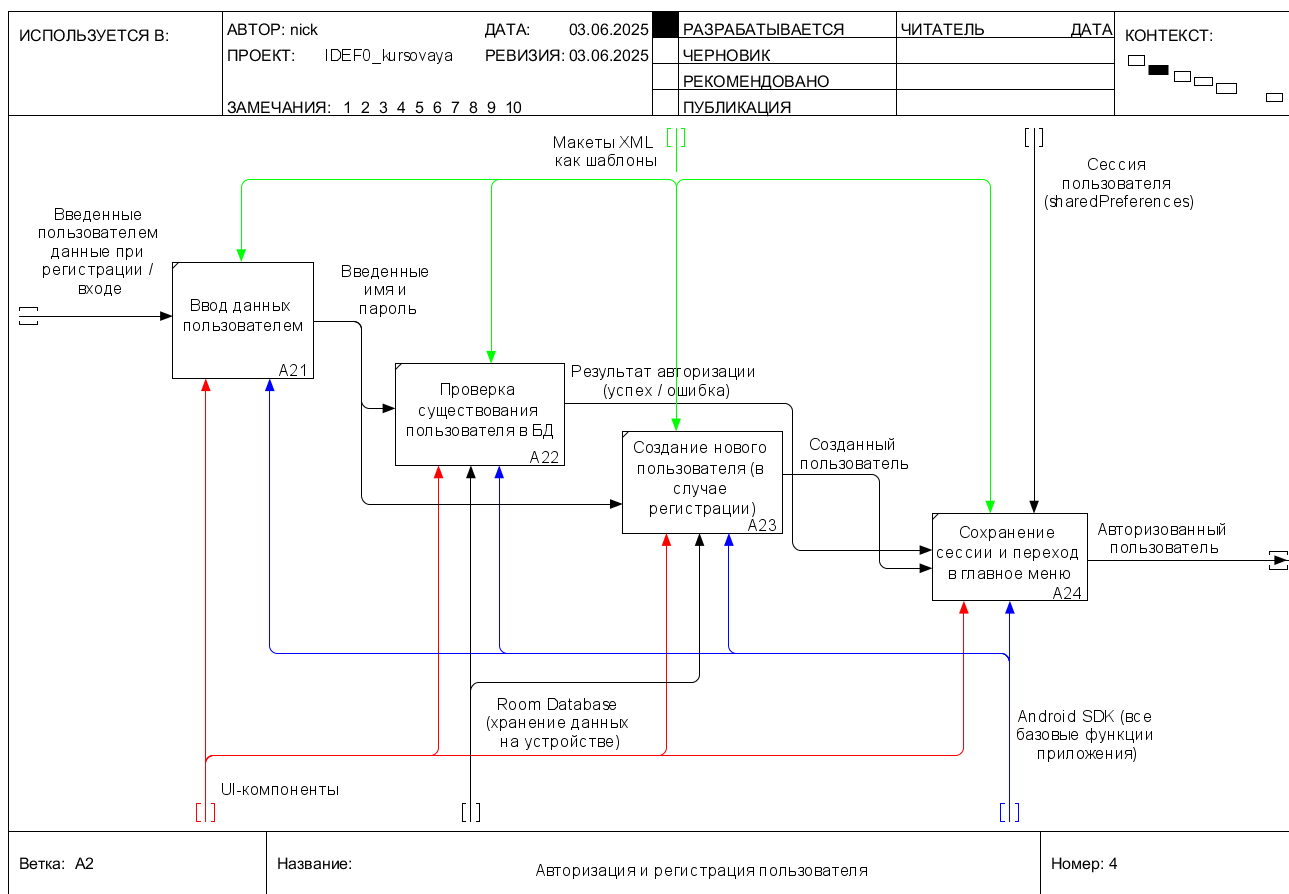 ИСПОЛЬЗУЕТСЯ В:
АВТОР: nick
ДАТА: 03.06.2025
ПРОЕКТ: IDEF0_kursovaya
РЕВИЗИЯ: 03.06.2025
ЗАМЕЧАНИЯ: 1 2 3 4 5 6 7 8 9 10
РАЗРАБАТЫВАЕТСЯ
ЧЕРНОВИК
РЕКОМЕНДОВАНО
ПУБЛИКАЦИЯ
ЧИТАТЕЛЬ
ДАТА
КОНТЕКСТ:
Макеты XML
как шаблоны
Сессия
пользователя
(sharedPreferences)
Введенные
пользователем
данные при
регистрации /
входе
Ввод данных
пользователем
A21
Введенные
имя и
пароль
Проверка
существования
пользователя в БД
A22
Результат авторизации
(успех / ошибка)
Создание нового
пользователя (в
случае
регистрации)
A23
Созданный
пользователь
Сохранение
сессии и переход
в главное меню
A24
Авторизованный
пользователь
Room Database
(хранение данных
на устройстве)
Android SDK (все
базовые функции
приложения)
UI-компоненты
Ветка: A2
Название:
Авторизация и регистрация пользователя
Номер: 4